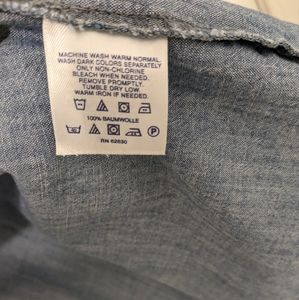 MACHINE WASH WARM NORMAL.
WASH DARK COLORS SEPARATELY
ONLY NON-CHLORINE
BLEACH WHEN NEEDED.
REMOVE PROMPTLY.
TUMBLE DRY LOW.
WARM IRON IF NEEDED.
100% BAUMWOLLE
P
RN 62830